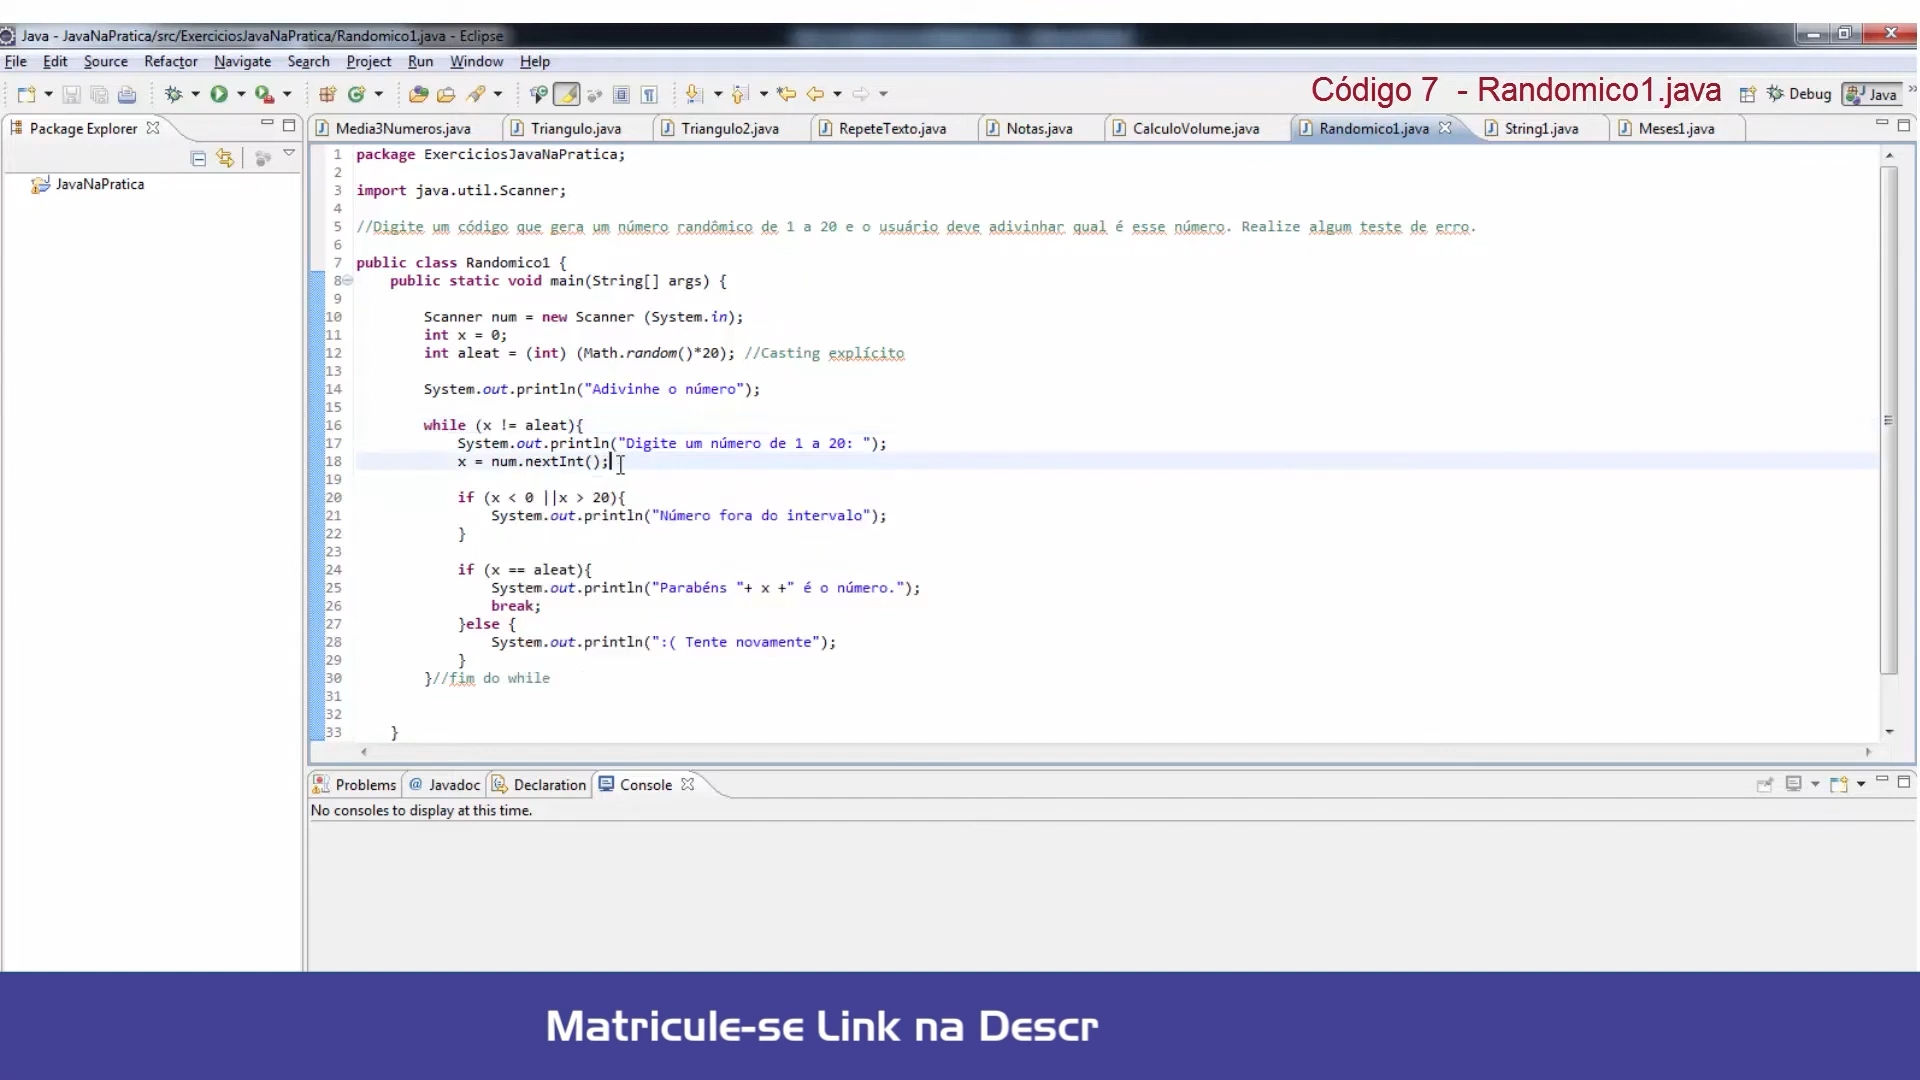 Java - JavaNaPratica/src/ExerciciosJavaNaPratica/Randomico1.java - Eclipse
File Edit Source Refactor Navigate Search Project Run Window Help
Código 7 - Randomico1.java
Debug Java
Package Explorer
JavaNaPratica
Media3Numeros.java Triangulo.java Triangulo2.java RepeteTexto.java Notas.java CalculoVolume.java Randomico1.java String1.java Meses1.java
1 package ExerciciosJavaNaPratica;
2
3 import java.util.Scanner;
4
5 //Digite um código que gera um número randômico de 1 a 20 e o usuário deve adivinhar qual é esse número. Realize algum teste de erro.
6
7 public class Randomico1 {
8 public static void main(String[] args) {
9
10 Scanner num = new Scanner (System.in);
11 int x = 0;
12 int aleat = (int) (Math.random()*20); //Casting explícito
13
14 System.out.println("Adivinhe o número");
15
16 while (x != aleat){
17 System.out.println("Digite um número de 1 a 20: ");
18 x = num.nextInt();
19
20 if (x < 0 ||x > 20){
21 System.out.println("Número fora do intervalo");
22 }
23
24 if (x == aleat){
25 System.out.println("Parabéns "+ x +" é o número.");
26 break;
27 }else {
28 System.out.println(":( Tente novamente");
29 }
30 }//fim do while
31
32
33 }
Problems Javadoc Declaration Console
No consoles to display at this time.
Matricule-se Link na Descr